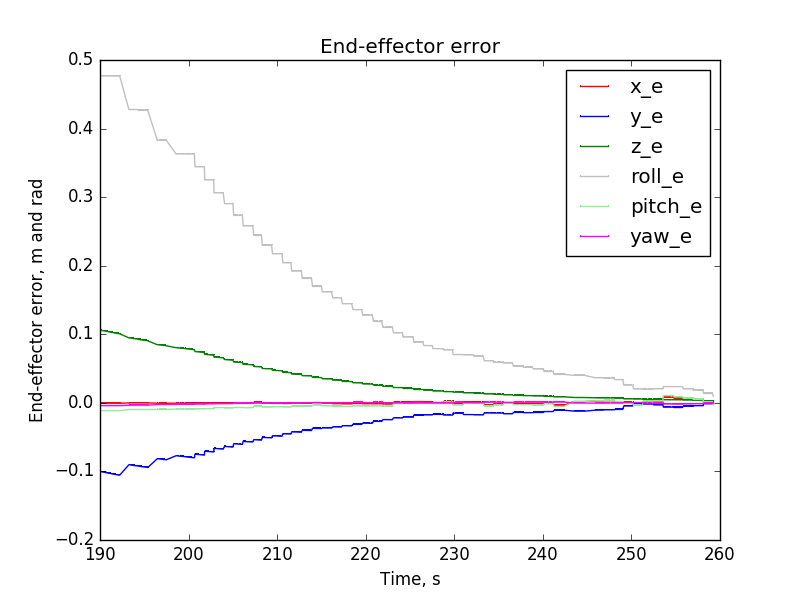 End-effector error
0.5
0.4
0.3
0.2
0.1
0.0
−0.1
−0.2
End-effector error, m and rad
x_e
y_e
z_e
roll_e
pitch_e
yaw_e
190 200 210 220 230 240 250 260
Time, s